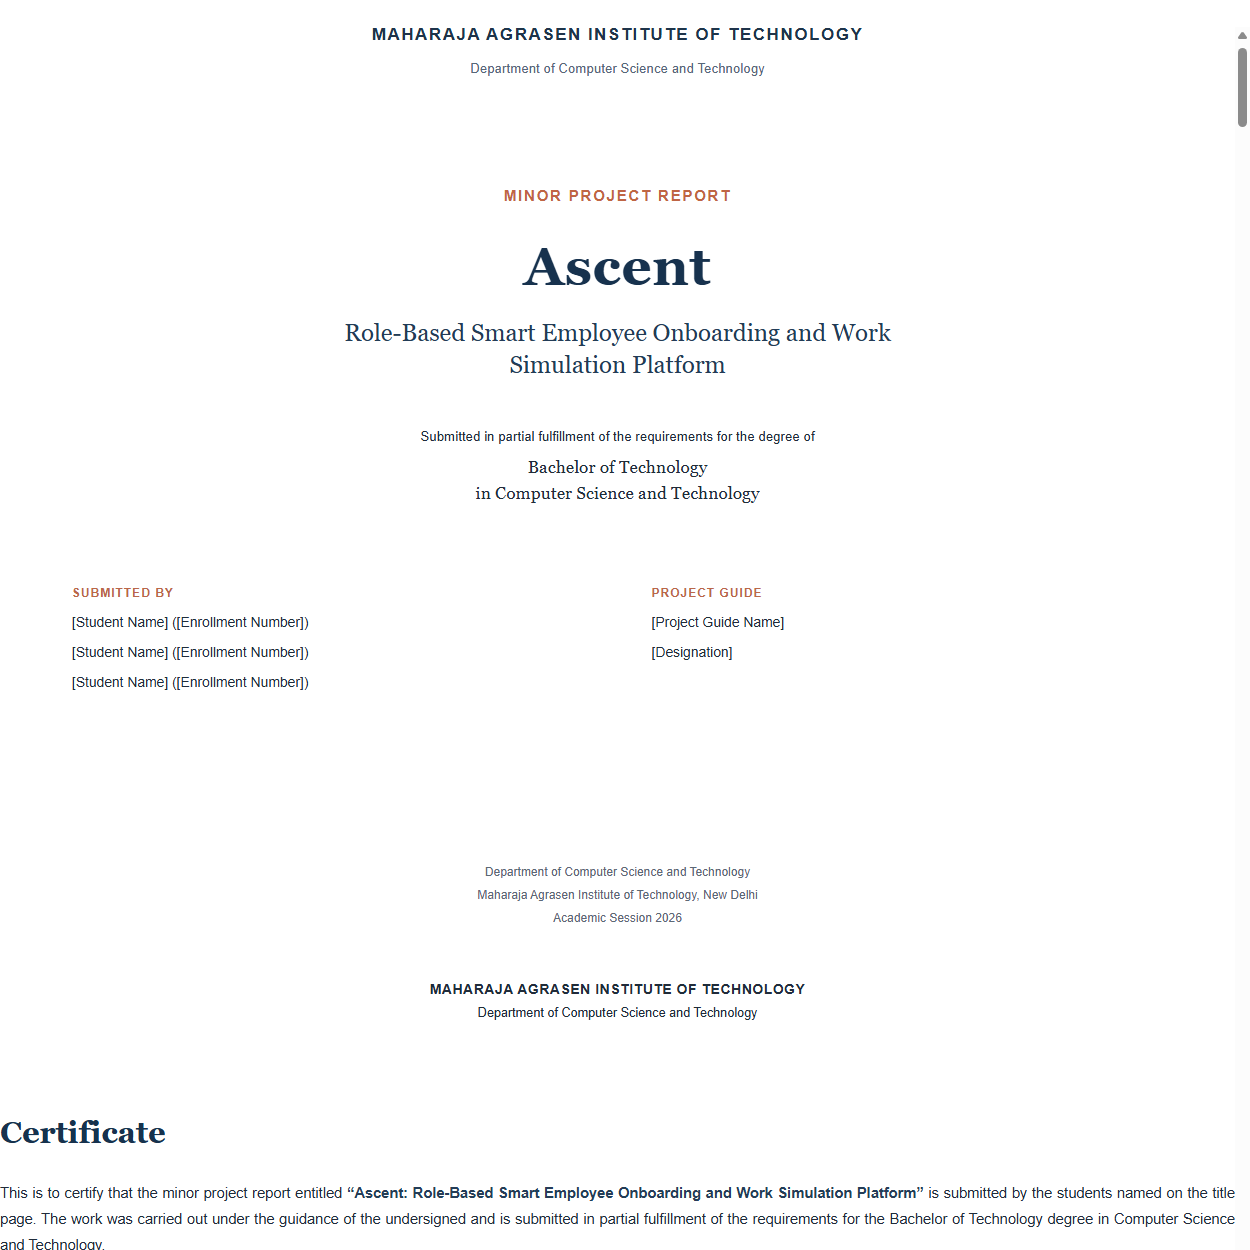 MAHARAJA AGRASEN INSTITUTE OF TECHNOLOGY
Department of Computer Science and Technology
MINOR PROJECT REPORT
Ascent
Role-Based Smart Employee Onboarding and Work
Simulation Platform
Submitted in partial fulfillment of the requirements for the degree of
Bachelor of Technology
in Computer Science and Technology
SUBMITTED BY
[Student Name] ([Enrollment Number])
[Student Name] ([Enrollment Number])
[Student Name] ([Enrollment Number])
PROJECT GUIDE
[Project Guide Name]
[Designation]
Department of Computer Science and Technology
Maharaja Agrasen Institute of Technology, New Delhi
Academic Session 2026
MAHARAJA AGRASEN INSTITUTE OF TECHNOLOGY
Department of Computer Science and Technology
Certificate
This is to certify that the minor project report entitled “Ascent: Role-Based Smart Employee Onboarding and Work Simulation Platform” is submitted by the students named on the title
page. The work was carried out under the guidance of the undersigned and is submitted in partial fulfillment of the requirements for the Bachelor of Technology degree in Computer Science
and Technology.